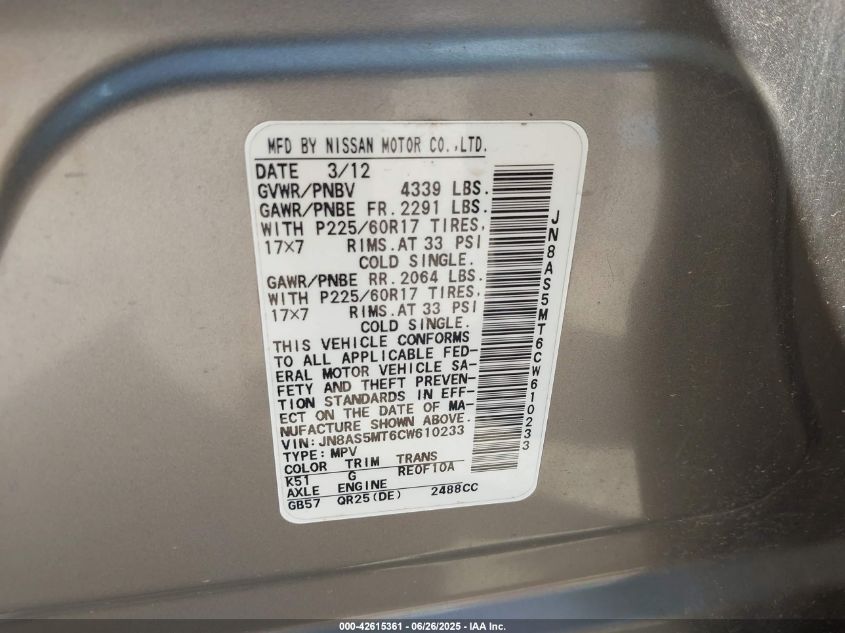 MFD BY NISSAN MOTOR CO.,LTD.
DATE 3/12
GVWR/PNBV 4339 LBS.
GAWR/PNBE FR. 2291 LBS.
WITH P225/60R17 TIRES.
17×7 RIMS.AT 33 PSI
COLD SINGLE.
GAWR/PNBE RR. 2064 LBS.
WITH P225/60R17 TIRES.
17×7 RIMS.AT 33 PSI
COLD SINGLE.
THIS VEHICLE CONFORMS
TO ALL APPLICABLE FED-
ERAL MOTOR VEHICLE SA-
FETY AND THEFT PREVEN-
TION STANDARDS IN EFF-
ECT ON THE DATE OF MA-
NUFACTURE SHOWN ABOVE.
VIN: JN8AS5MT6CW610233
TYPE: MPV
COLOR TRIM TRANS
K51 G RE0F10A
AXLE ENGINE
GB57 QR25(DE) 2488CC
JN8AS5MT6CW610233
000-42615361 | 06/26/2025 - IAA Inc.